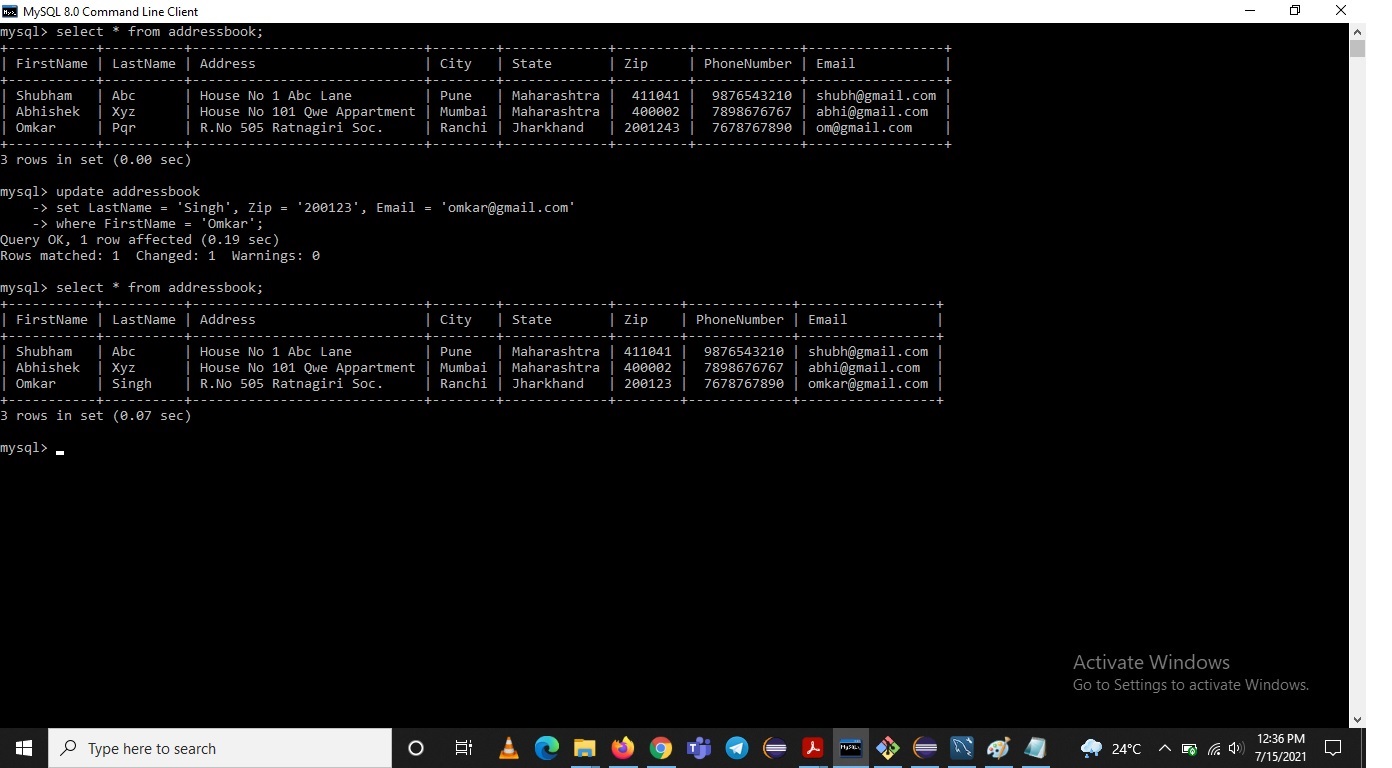 MySQL 8.0 Command Line Client
mysql> select * from addressbook;
+-----------+----------+-----------------------------+--------+-------------+---------+-------------+-----------------+
| FirstName | LastName | Address                     | City   | State       | Zip     | PhoneNumber | Email           |
+-----------+----------+-----------------------------+--------+-------------+---------+-------------+-----------------+
| Shubham   | Abc      | House No 1 Abc Lane         | Pune   | Maharashtra |  411041 |  9876543210 | shubh@gmail.com |
| Abhishek  | Xyz      | House No 101 Qwe Appartment | Mumbai | Maharashtra |  400002 |  7898676767 | abhi@gmail.com  |
| Omkar     | Pqr      | R.No 505 Ratnagiri Soc.     | Ranchi | Jharkhand   | 2001243 |  7678767890 | om@gmail.com    |
+-----------+----------+-----------------------------+--------+-------------+---------+-------------+-----------------+
3 rows in set (0.00 sec)
mysql> update addressbook
    -> set LastName = 'Singh', Zip = '200123', Email = 'omkar@gmail.com'
    -> where FirstName = 'Omkar';
Query OK, 1 row affected (0.19 sec)
Rows matched: 1  Changed: 1  Warnings: 0
mysql> select * from addressbook;
+-----------+----------+-----------------------------+--------+-------------+--------+-------------+-----------------+
| FirstName | LastName | Address                     | City   | State       | Zip    | PhoneNumber | Email           |
+-----------+----------+-----------------------------+--------+-------------+--------+-------------+-----------------+
| Shubham   | Abc      | House No 1 Abc Lane         | Pune   | Maharashtra | 411041 |  9876543210 | shubh@gmail.com |
| Abhishek  | Xyz      | House No 101 Qwe Appartment | Mumbai | Maharashtra | 400002 |  7898676767 | abhi@gmail.com  |
| Omkar     | Singh    | R.No 505 Ratnagiri Soc.     | Ranchi | Jharkhand   | 200123 |  7678767890 | omkar@gmail.com |
+-----------+----------+-----------------------------+--------+-------------+--------+-------------+-----------------+
3 rows in set (0.07 sec)
mysql>
Activate Windows
Go to Settings to activate Windows.
Type here to search
24°C
12:36 PM
7/15/2021